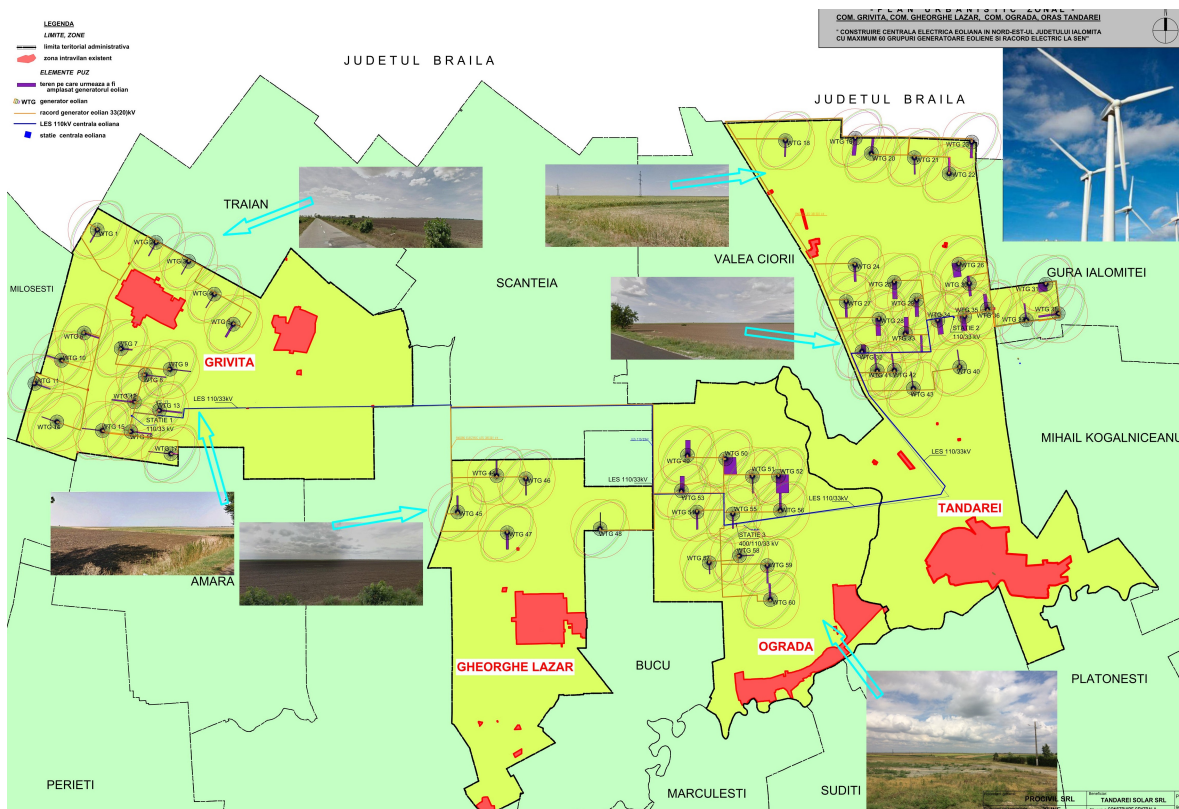 - PLAN URBANISTIC ZONAL -
COM. GRIVITA, COM. GHEORGHE LAZAR, COM. OGRADA, ORAS TANDAREI
" CONSTRUIRE CENTRALA ELECTRICA EOLIANA IN NORD-EST-UL JUDETULUI IALOMITA
CU MAXIMUM 60 GRUPURI GENERATOARE EOLIENE SI RACORD ELECTRIC LA SEN"
LEGENDA
LIMITE, ZONE
limita teritorial administrativa
zona intravilan existent
ELEMENTE PUZ
teren pe care urmeaza a fi
amplasat generatorul eolian
WTG generator eolian
racord generator eolian 33(20)kV
LES 110kV centrala eoliana
statie centrala eoliana
JUDETUL BRAILA
JUDETUL BRAILA
WTG 18
WTG 20
WTG 21
WTG 22
TRAIAN
WTG 1
VALEA CIORII
GURA IALOMITEI
SCANTEIA
MILOSESTI
WTG 24
WTG 26
WTG 27
WTG 28
WTG 35
STATIE 2
110/33 kV
WTG 7
WTG 9
WTG 10
WTG 11
GRIVITA
WTG 40
WTG 42
WTG 43
LES 110/33kV
WTG 13
STATIE 1
110/33 kV
WTG 15
MIHAIL KOGALNICEANU
LES 110/33kV
WTG 50
WTG 51
WTG 52
WTG 46
LES 110/33kV
WTG 53
LES 110/33kV
WTG 45
WTG 55
WTG 56
TANDAREI
WTG 47
WTG 48
STATIE 3
400/110/33 kV
WTG 58
WTG 59
WTG 60
AMARA
OGRADA
GHEORGHE LAZAR
BUCU
PLATONESTI
PERIETI
MARCULESTI
SUDITI
PROCIVIL SRL
TANDAREI SOLAR SRL